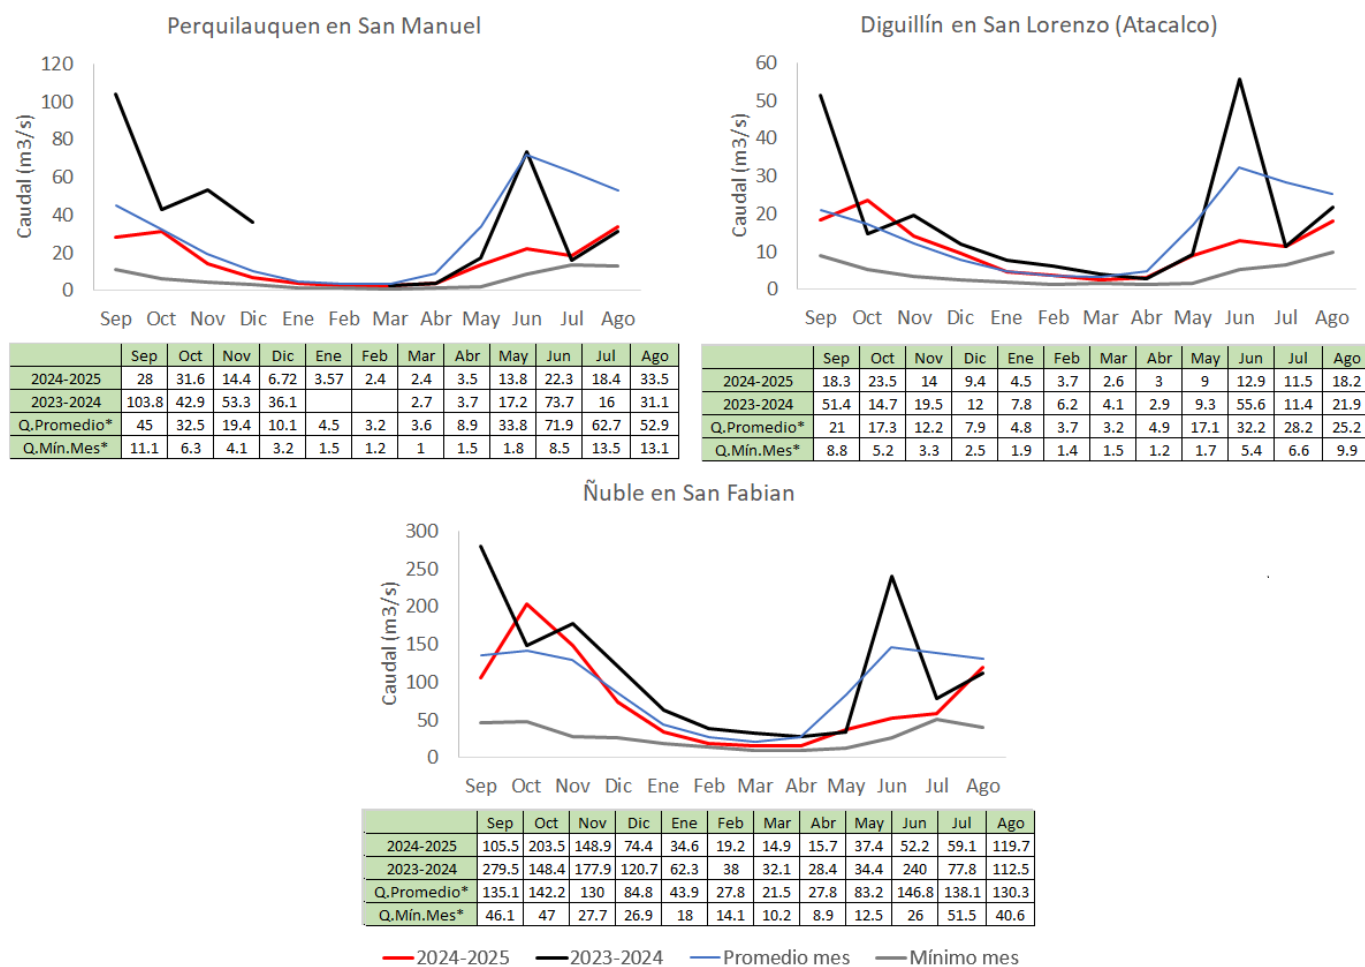 Perquilauquen en San Manuel
Caudal (m3/s)
120
100
80
60
40
20
0
Sep Oct Nov Dic Ene Feb Mar Abr May Jun Jul Ago
Sep Oct Nov Dic Ene Feb Mar Abr May Jun Jul Ago
2024-2025 28 31.6 14.4 6.72 3.57 2.4 2.4 3.5 13.8 22.3 18.4 33.5
2023-2024 103.8 42.9 53.3 36.1 2.7 3.7 17.2 73.7 16 31.1
Q.Promedio* 45 32.5 19.4 10.1 4.5 3.2 3.6 8.9 33.8 71.9 62.7 52.9
Q.Mín.Mes* 11.1 6.3 4.1 3.2 1.5 1.2 1 1.5 1.8 8.5 13.5 13.1
Diguillín en San Lorenzo (Atacalco)
Caudal (m3/s)
60
50
40
30
20
10
0
Sep Oct Nov Dic Ene Feb Mar Abr May Jun Jul Ago
Sep Oct Nov Dic Ene Feb Mar Abr May Jun Jul Ago
2024-2025 18.3 23.5 14 9.4 4.5 3.7 2.6 3 9 12.9 11.5 18.2
2023-2024 51.4 14.7 19.5 12 7.8 6.2 4.1 2.9 9.3 55.6 11.4 21.9
Q.Promedio* 21 17.3 12.2 7.9 4.8 3.7 3.2 4.9 17.1 32.2 28.2 25.2
Q.Mín.Mes* 8.8 5.2 3.3 2.5 1.9 1.4 1.5 1.2 1.7 5.4 6.6 9.9
Ñuble en San Fabian
Caudal (m3/s)
300
250
200
150
100
50
0
Sep Oct Nov Dic Ene Feb Mar Abr May Jun Jul Ago
Sep Oct Nov Dic Ene Feb Mar Abr May Jun Jul Ago
2024-2025 105.5 203.5 148.9 74.4 34.6 19.2 14.9 15.7 37.4 52.2 59.1 119.7
2023-2024 279.5 148.4 177.9 120.7 62.3 38 32.1 28.4 34.4 240 77.8 112.5
Q.Promedio* 135.1 142.2 130 84.8 43.9 27.8 21.5 27.8 83.2 146.8 138.1 130.3
Q.Mín.Mes* 46.1 47 27.7 26.9 18 14.1 10.2 8.9 12.5 26 51.5 40.6
2024-2025 2023-2024 Promedio mes Mínimo mes